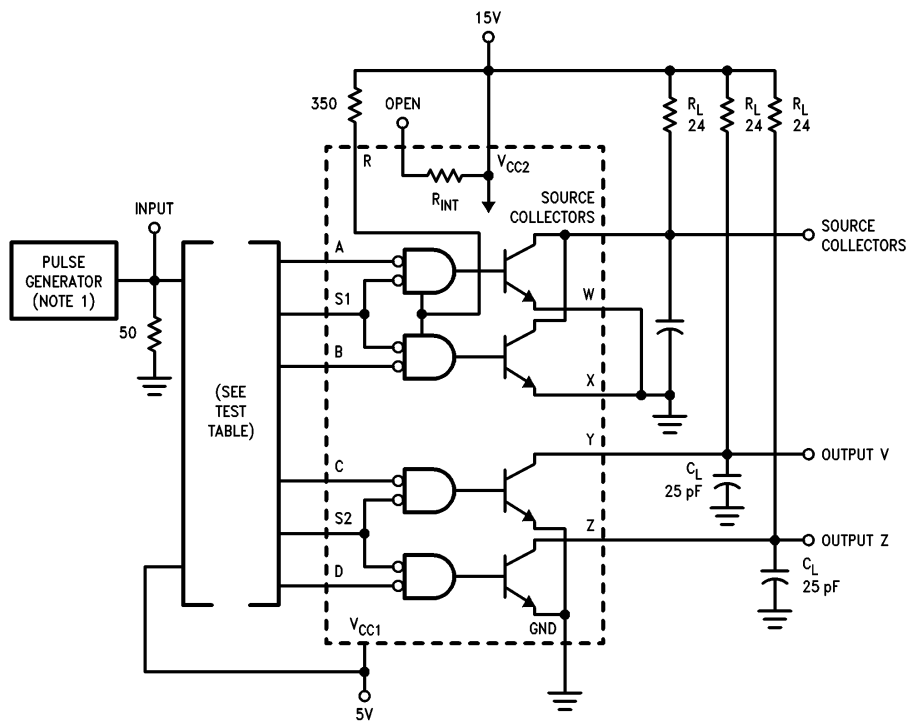 15V
350
OPEN
R
R_INT
V_CC2
R_L
24
R_L
24
R_L
24
SOURCE
COLLECTORS
SOURCE
COLLECTORS
INPUT
PULSE
GENERATOR
(NOTE 1)
50
(SEE
TEST
TABLE)
A
S1
B
W
X
C
S2
D
Y
Z
C_L
25 pF
OUTPUT V
OUTPUT Z
C_L
25 pF
GND
V_CC1
5V